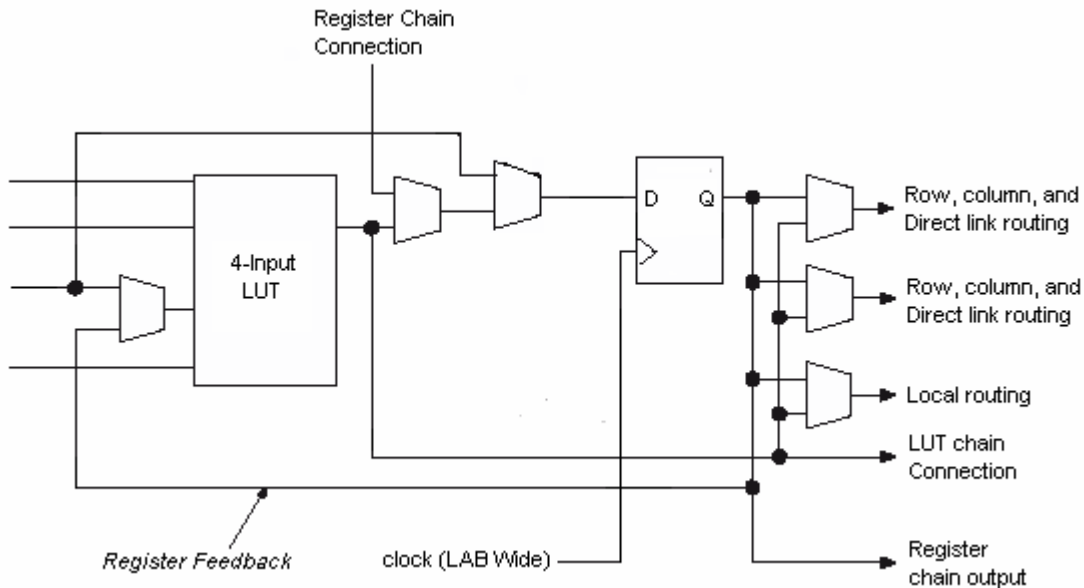 Register Chain
Connection
4-Input
LUT
D
Q
Row, column, and
Direct link routing
Row, column, and
Direct link routing
Local routing
LUT chain
Connection
Register Feedback
clock (LAB Wide)
Register
chain output